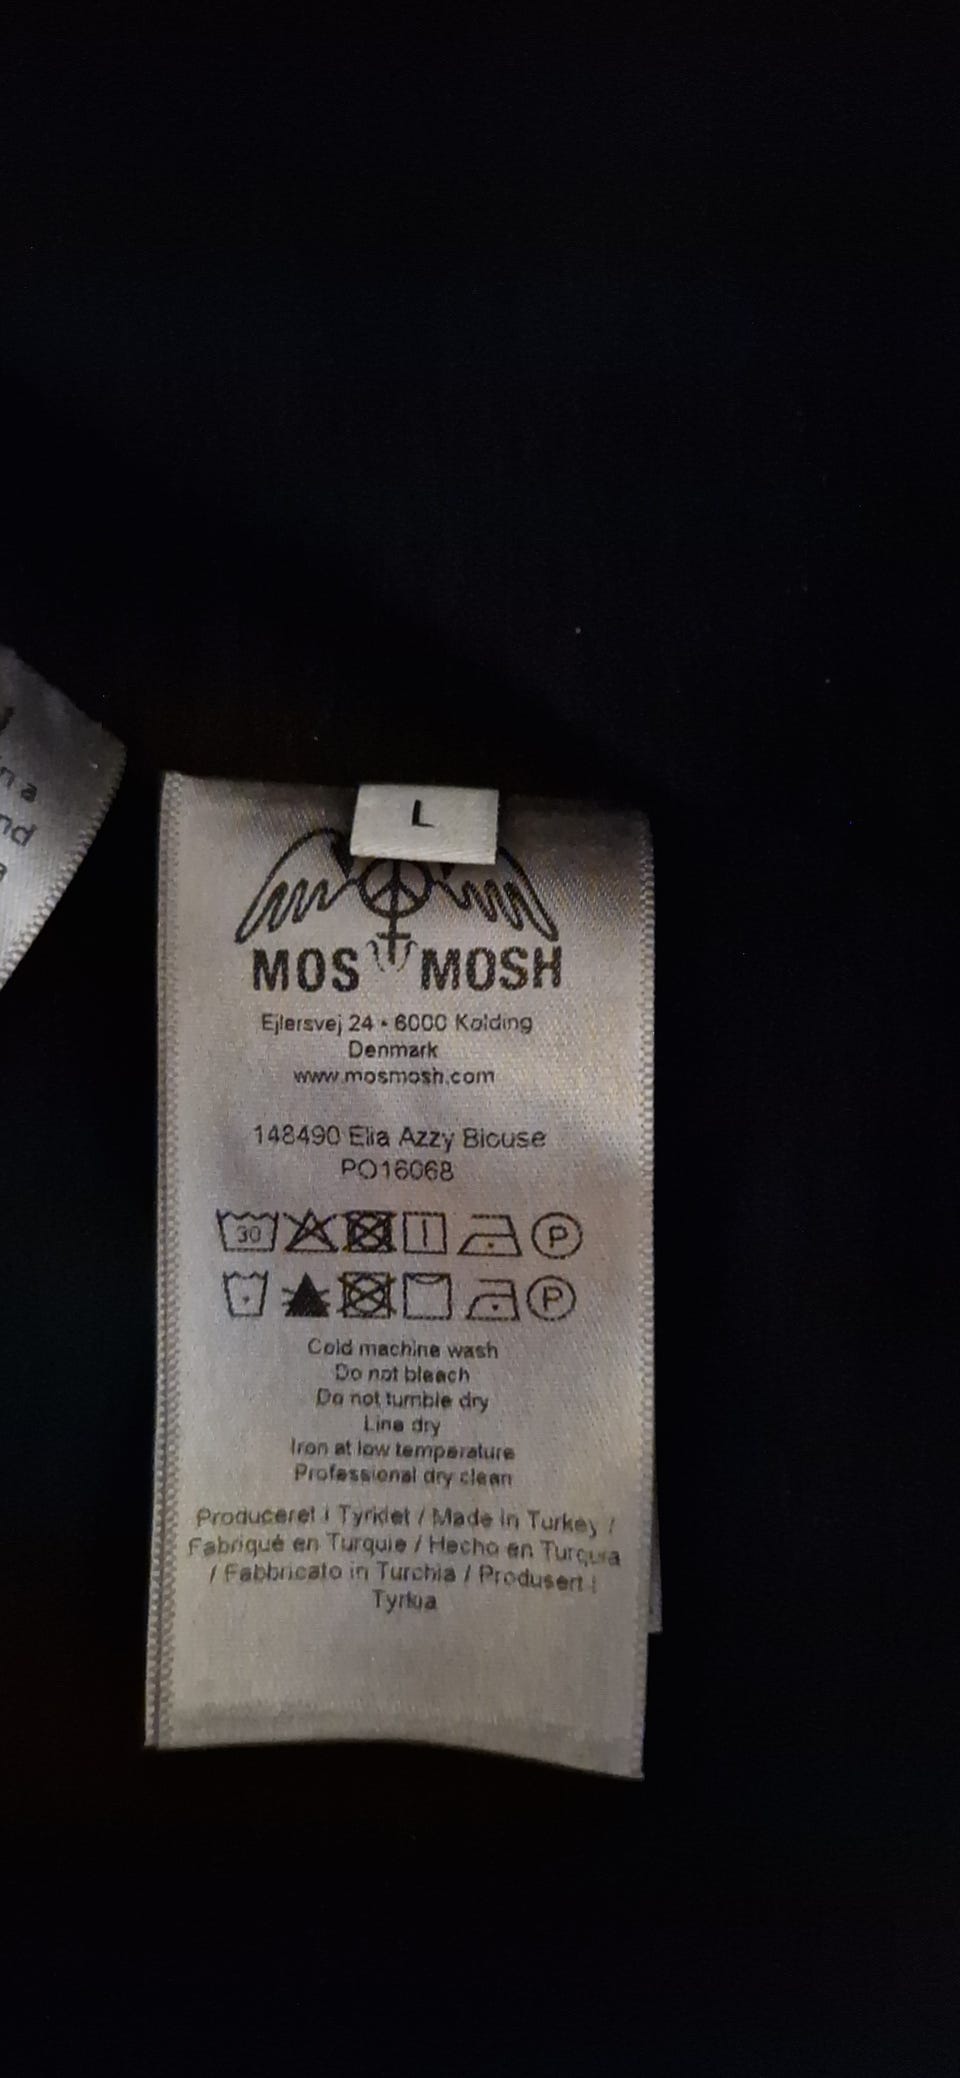 L
MOS MOSH
Ejlersvej 24 • 6000 Kolding
Denmark
www.mosmosh.com
148490 Elia Azzy Blouse
PO16068
30 P
P
Cold machine wash
Do not bleach
Do not tumble dry
Line dry
Iron at low temperature
Professional dry clean
Produceret i Tyrkiet / Made in Turkey /
Fabriqué en Turquie / Hecho en Turquia
/ Fabbricato in Turchia / Produsert i
Tyrkia